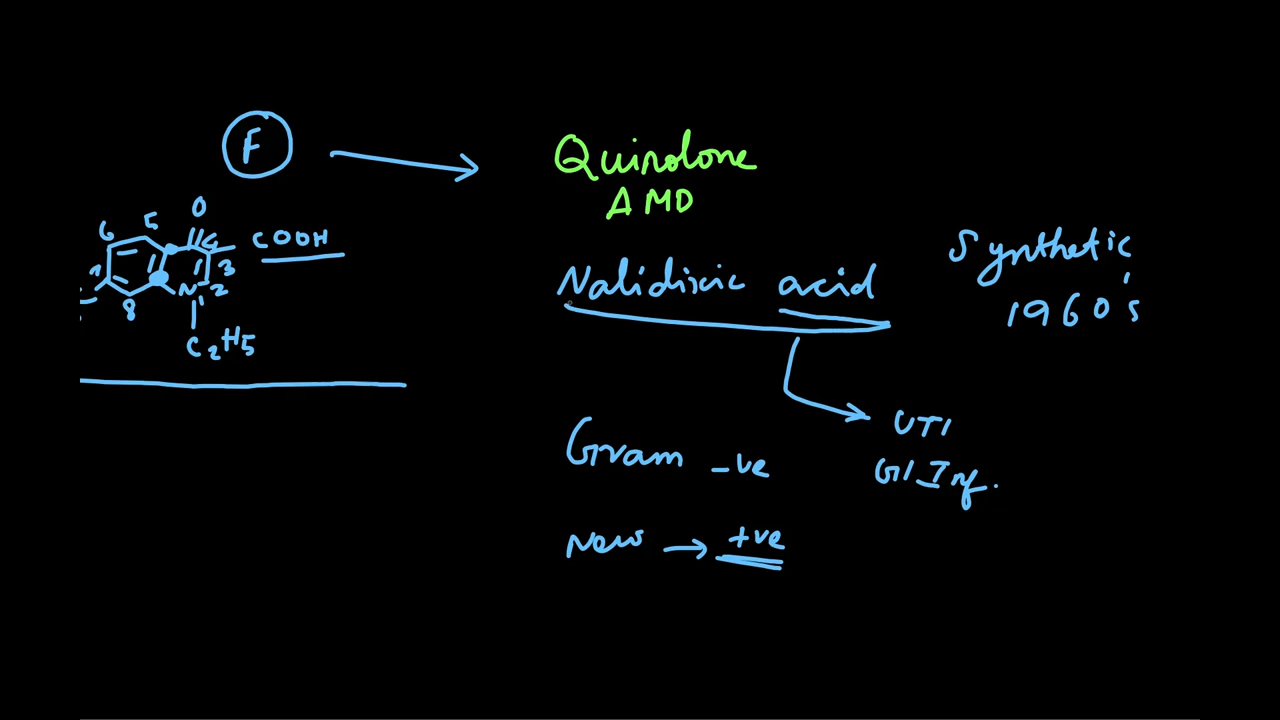 F
Quinolone
AMD
O
6 5 4 COOH
7 3
8 N 1 2
C2H5
Nalidixic acid
Synthetic
1960's
UTI
GI Inf.
Gram -ve
New → +ve